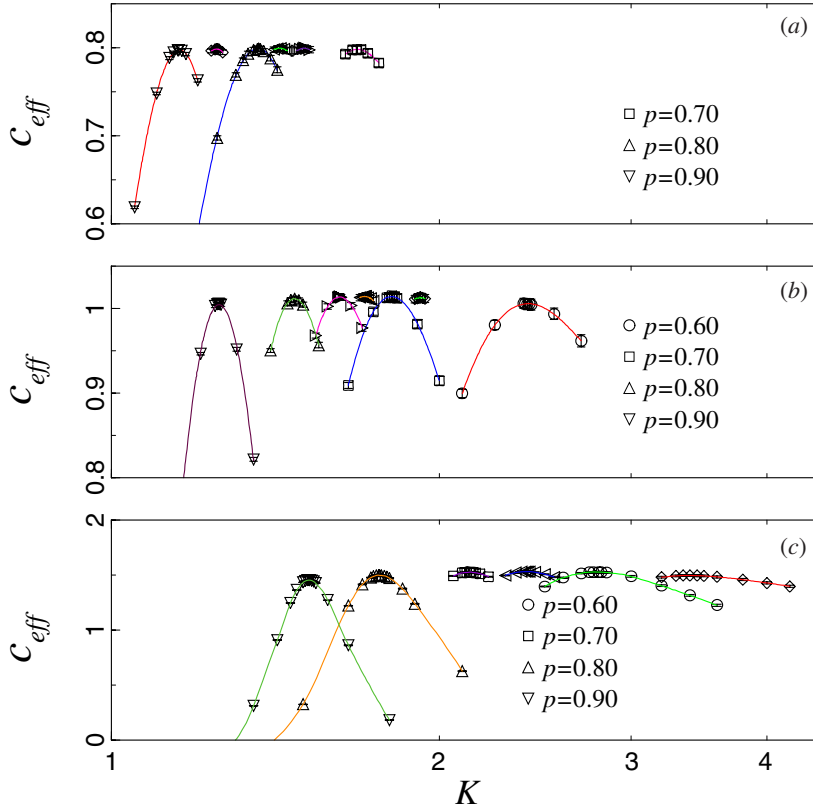 (a)
0.8
0.7
0.6
c_eff
p=0.70
p=0.80
p=0.90
(b)
1
0.9
0.8
c_eff
p=0.60
p=0.70
p=0.80
p=0.90
(c)
2
1
0
c_eff
p=0.60
p=0.70
p=0.80
p=0.90
1 2 3 4
K